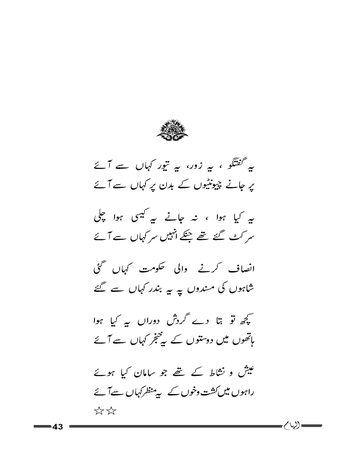 یہ گفتگو ، یہ زور، یہ تیور کہاں سے آئے
پر جانے چیونٹیوں کے بدن پر کہاں سے آئے
یہ کیا ہوا ، نہ جانے یہ کیسی ہوا چلی
سر کٹ گئے تھے جنکے انہیں سر کہاں سے آئے
انصاف کرنے والی حکومت کہاں گئی
شاہوں کی مسندوں پہ یہ بندر کہاں سے گئے
کچھ تو بتا دے گردشِ دوراں یہ کیا ہوا
ہاتھوں میں دوستوں کے یہ خنجر کہاں سے آئے
عیش و نشاط کے تھے جو سامان کیا ہوئے
راہوں میں کشت وخوں کے یہ منظر کہاں سے آئے
☆☆
43